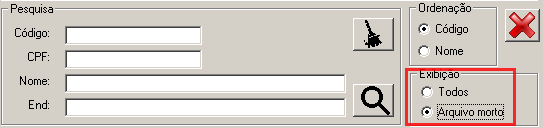 Pesquisa
Código:
CPF:
Nome:
End:
Ordenação
Código
Nome
Exibição
Todos
Arquivo morto